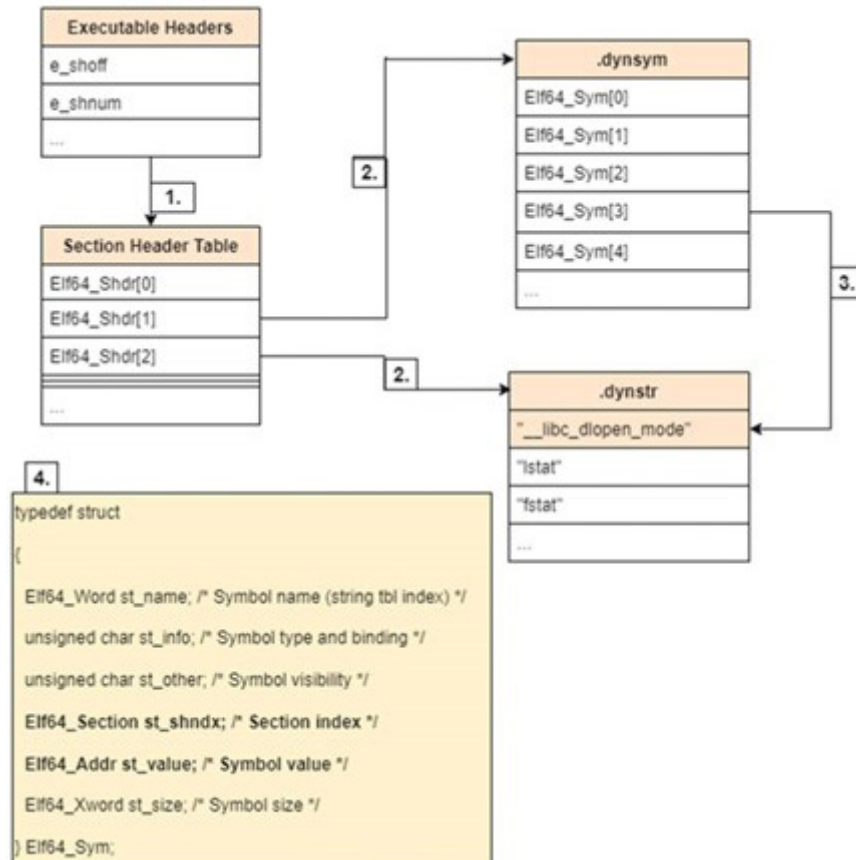 Executable Headers
e_shoff
e_shnum
...
1.
Section Header Table
Elf64_Shdr[0]
Elf64_Shdr[1]
Elf64_Shdr[2]
...
2.
.dynsym
Elf64_Sym[0]
Elf64_Sym[1]
Elf64_Sym[2]
Elf64_Sym[3]
Elf64_Sym[4]
...
3.
2.
.dynstr
"__libc_dlopen_mode"
"lstat"
"fstat"
...
4.
typedef struct
{
Elf64_Word st_name; /* Symbol name (string tbl index) */
unsigned char st_info; /* Symbol type and binding */
unsigned char st_other; /* Symbol visibility */
Elf64_Section st_shndx; /* Section index */
Elf64_Addr st_value; /* Symbol value */
Elf64_Xword st_size; /* Symbol size */
} Elf64_Sym;